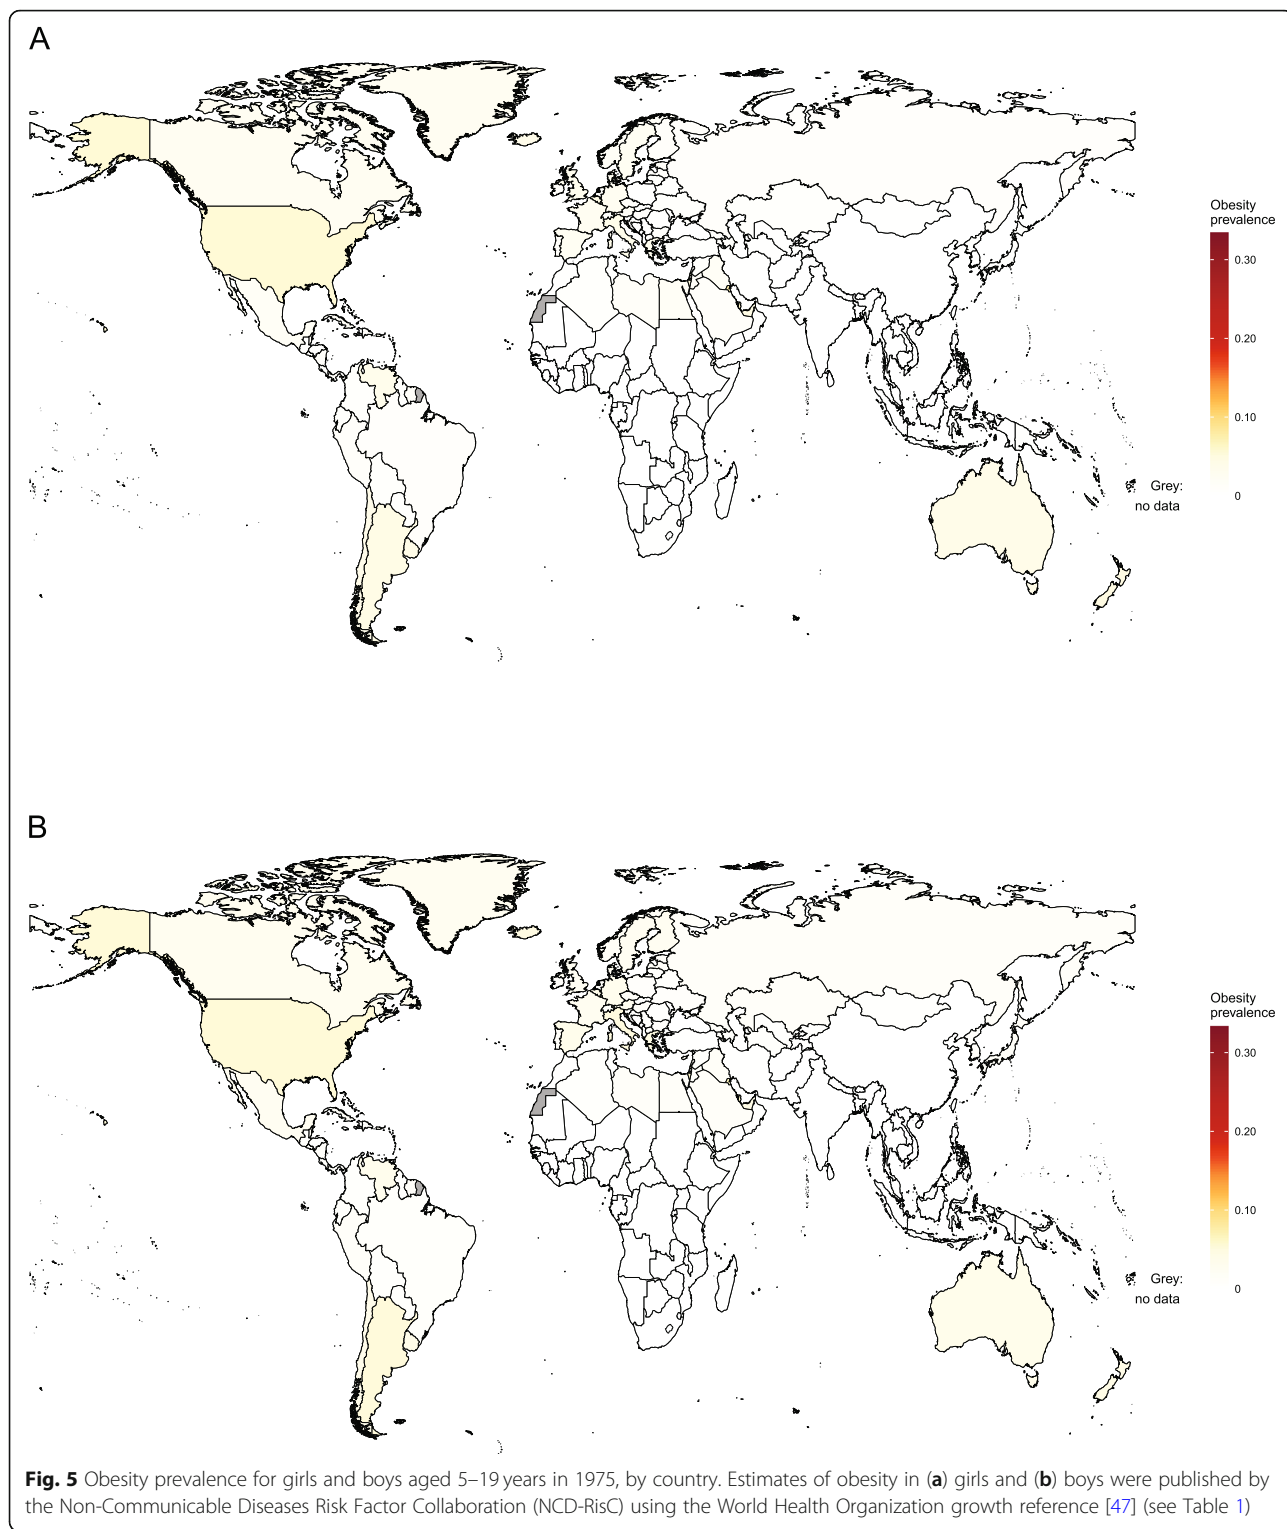 A
Obesity
prevalence
0.30
0.20
0.10
0
Grey:
no data
B
Obesity
prevalence
0.30
0.20
0.10
0
Grey:
no data
Fig. 5 Obesity prevalence for girls and boys aged 5–19 years in 1975, by country. Estimates of obesity in (a) girls and (b) boys were published by
the Non-Communicable Diseases Risk Factor Collaboration (NCD-RisC) using the World Health Organization growth reference [47] (see Table 1)